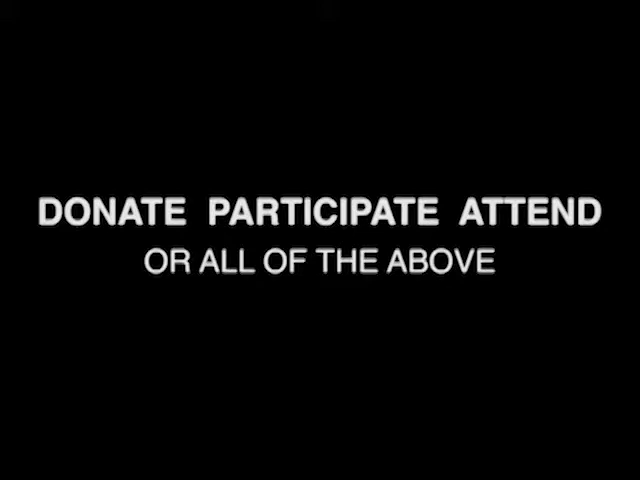 DONATE PARTICIPATE ATTEND
OR ALL OF THE ABOVE